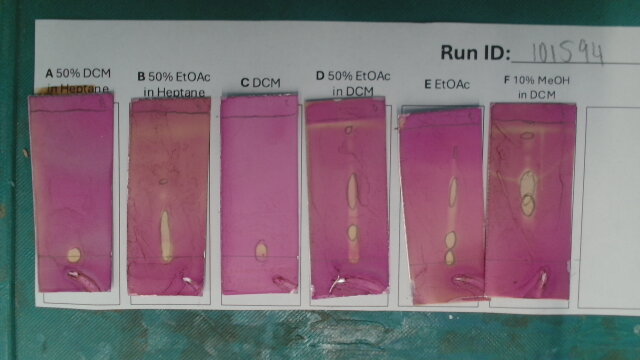 Run ID: 101594
A 50% DCM
in Heptane
B 50% EtOAc
in Heptane
C DCM
D 50% EtOAc
in DCM
E EtOAc
F 10% MeOH
in DCM